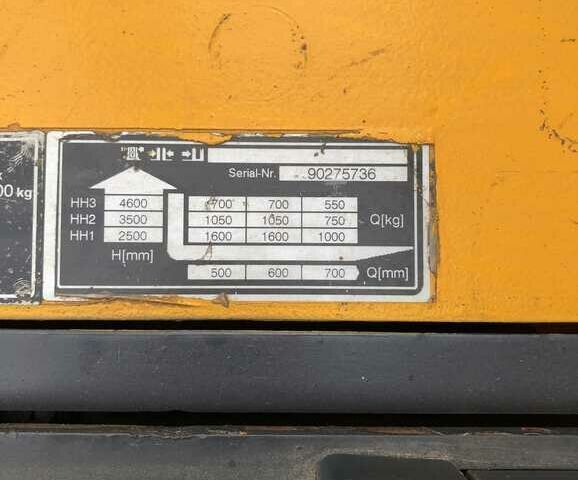 00 kg
Serial-Nr. 90275736
HH3 4600 700 700 550
HH2 3500 1050 1050 750 Q[kg]
HH1 2500 1600 1600 1000
H[mm]
500 600 700 Q[mm]